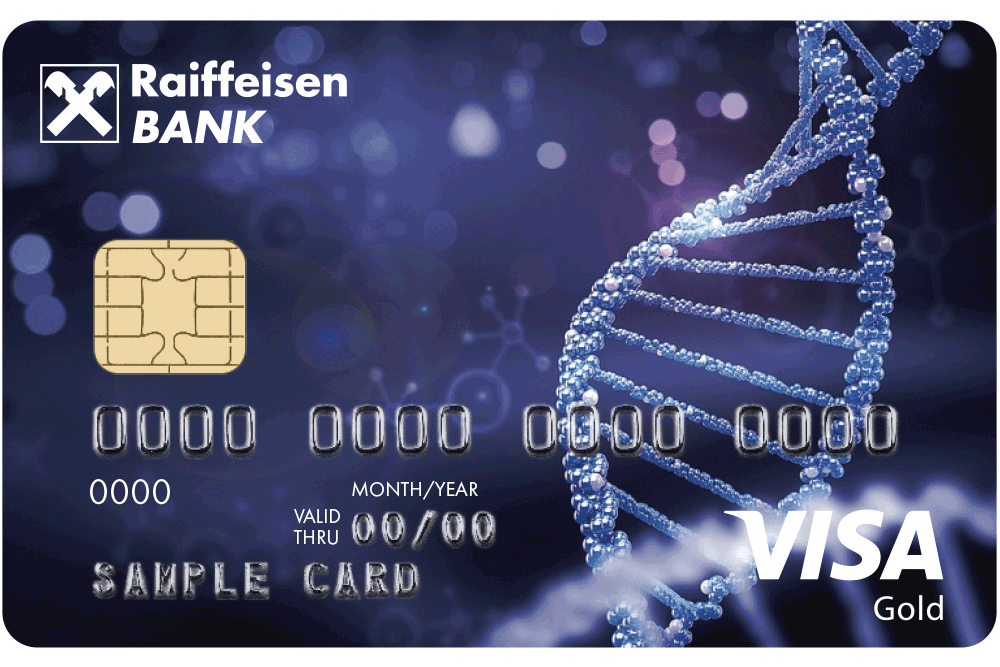 Raiffeisen
BANK
0000 0000 0000 0000
0000
MONTH/YEAR
VALID
THRU
00/00
SAMPLE CARD
VISA
Gold